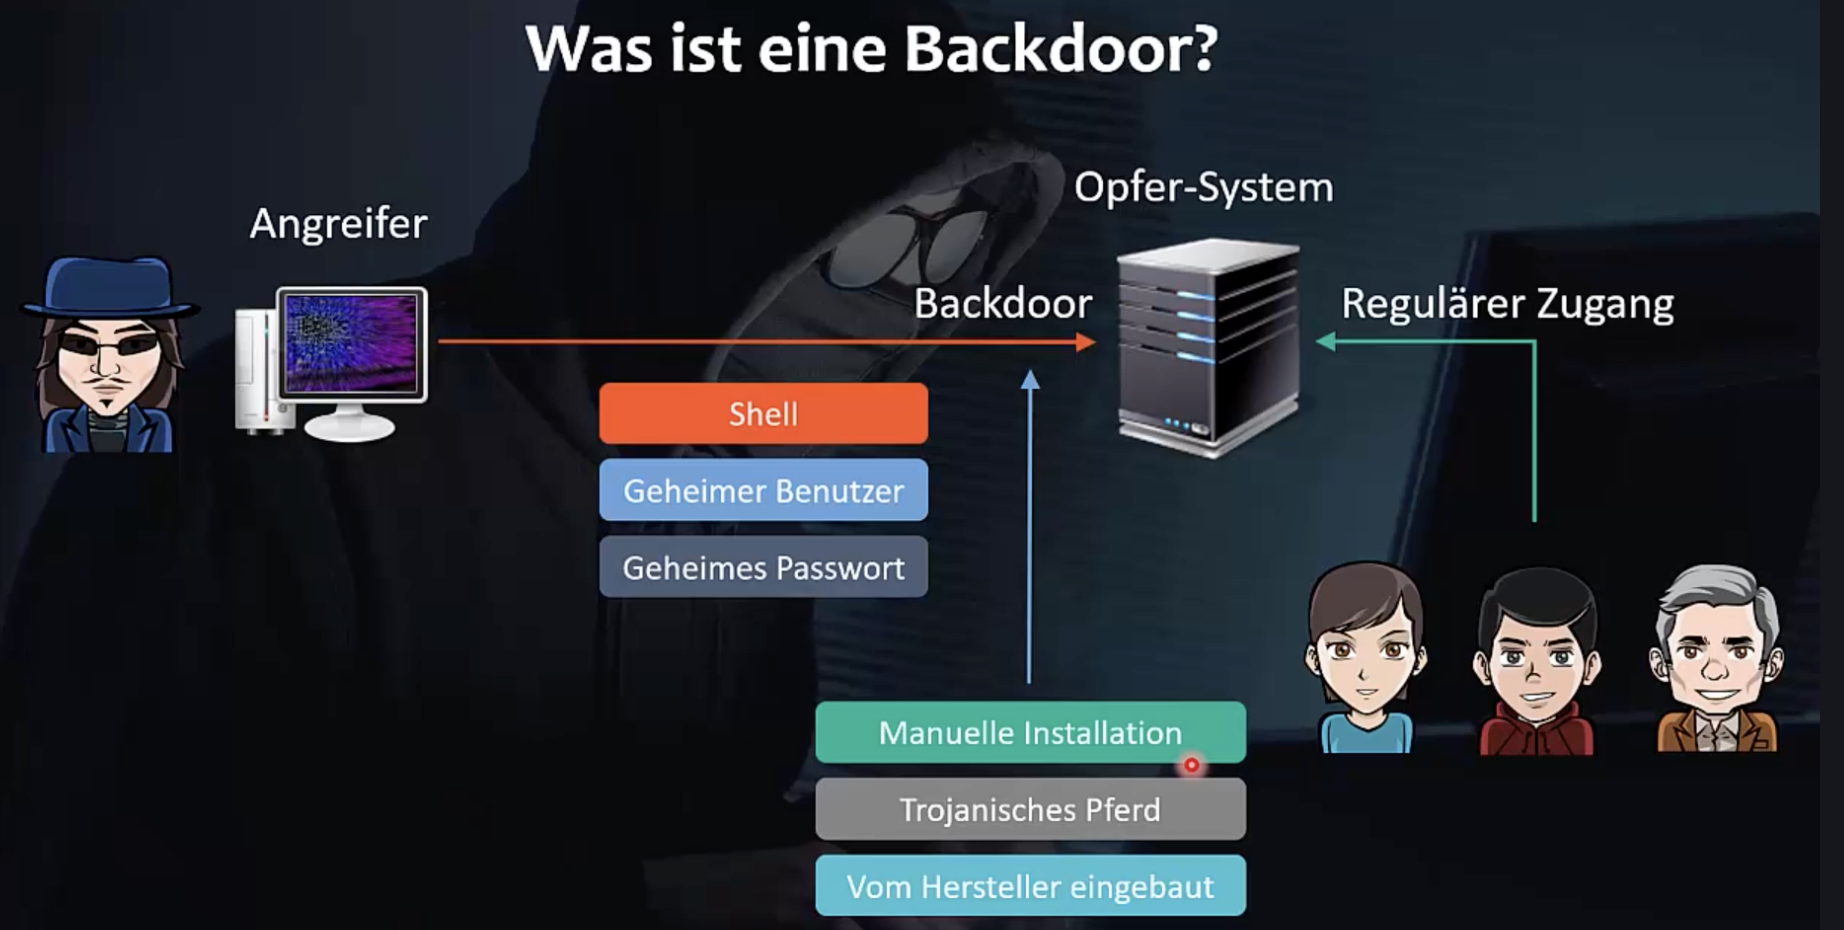 Was ist eine Backdoor?
Angreifer
Opfer-System
Backdoor
Regulärer Zugang
Shell
Geheimer Benutzer
Geheimes Passwort
Manuelle Installation
Trojanisches Pferd
Vom Hersteller eingebaut